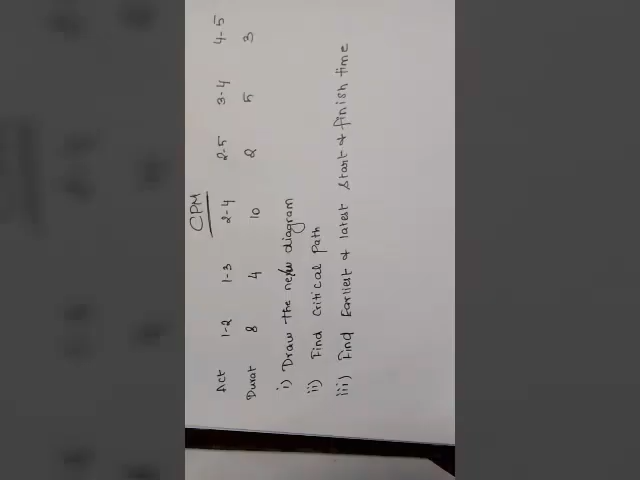 CPM
Act 1-2 1-3 2-4 2-5 3-4 4-5
Durat 8 4 10 2 5 3
i) Draw the new diagram
ii) Find critical Path
iii) Find Earliest & latest start & finish time